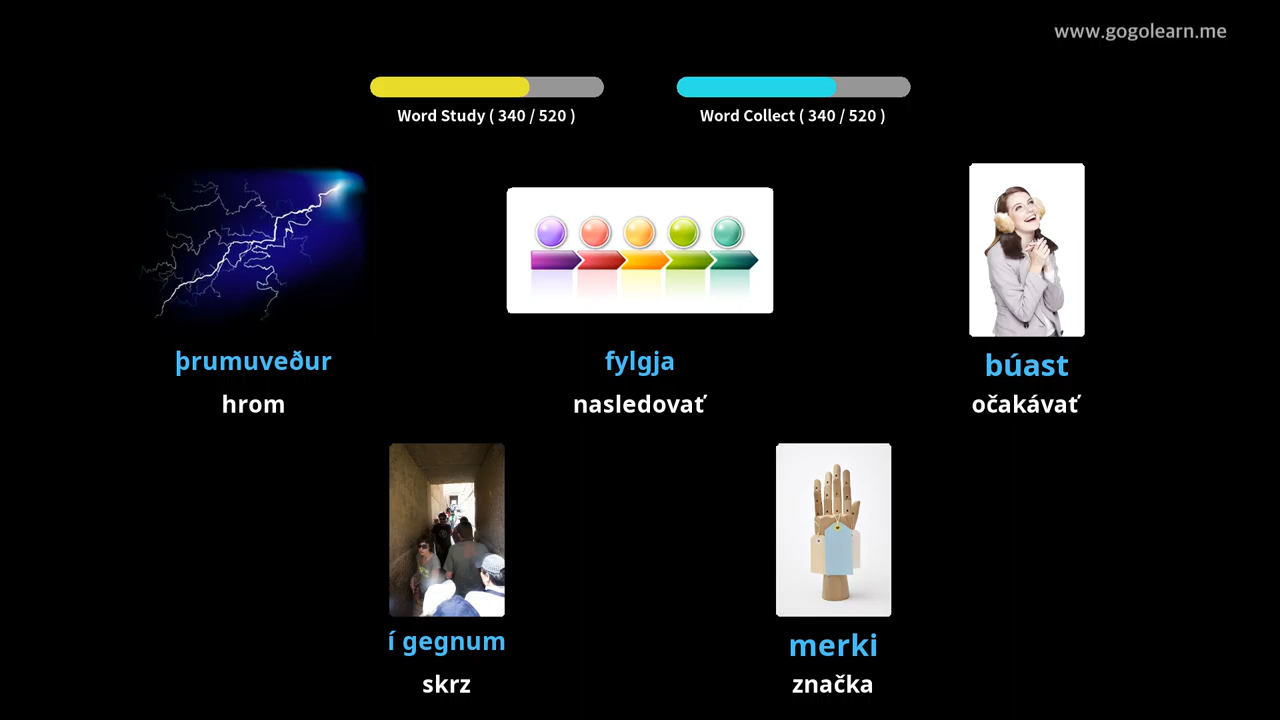 www.gogolearn.me
Word Study ( 340 / 520 )
Word Collect ( 340 / 520 )
þrumuveður
hrom
fylgja
nasledovať
búast
očakávať
í gegnum
skrz
merki
značka